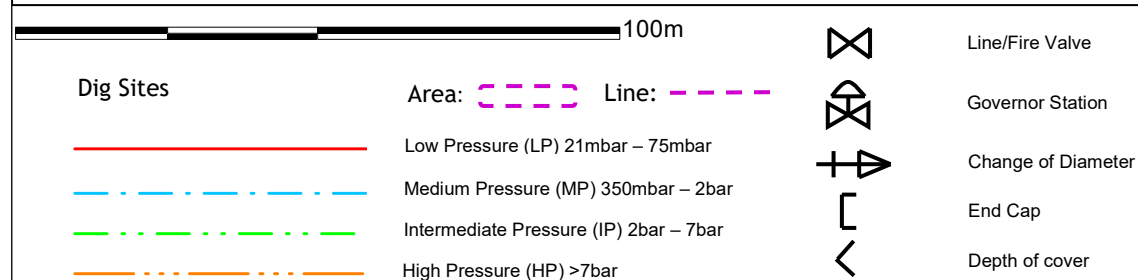 100m
Dig Sites
Area:
Line:
Low Pressure (LP) 21mbar – 75mbar
Medium Pressure (MP) 350mbar – 2bar
Intermediate Pressure (IP) 2bar – 7bar
High Pressure (HP) >7bar
Line/Fire Valve
Governor Station
Change of Diameter
End Cap
Depth of cover